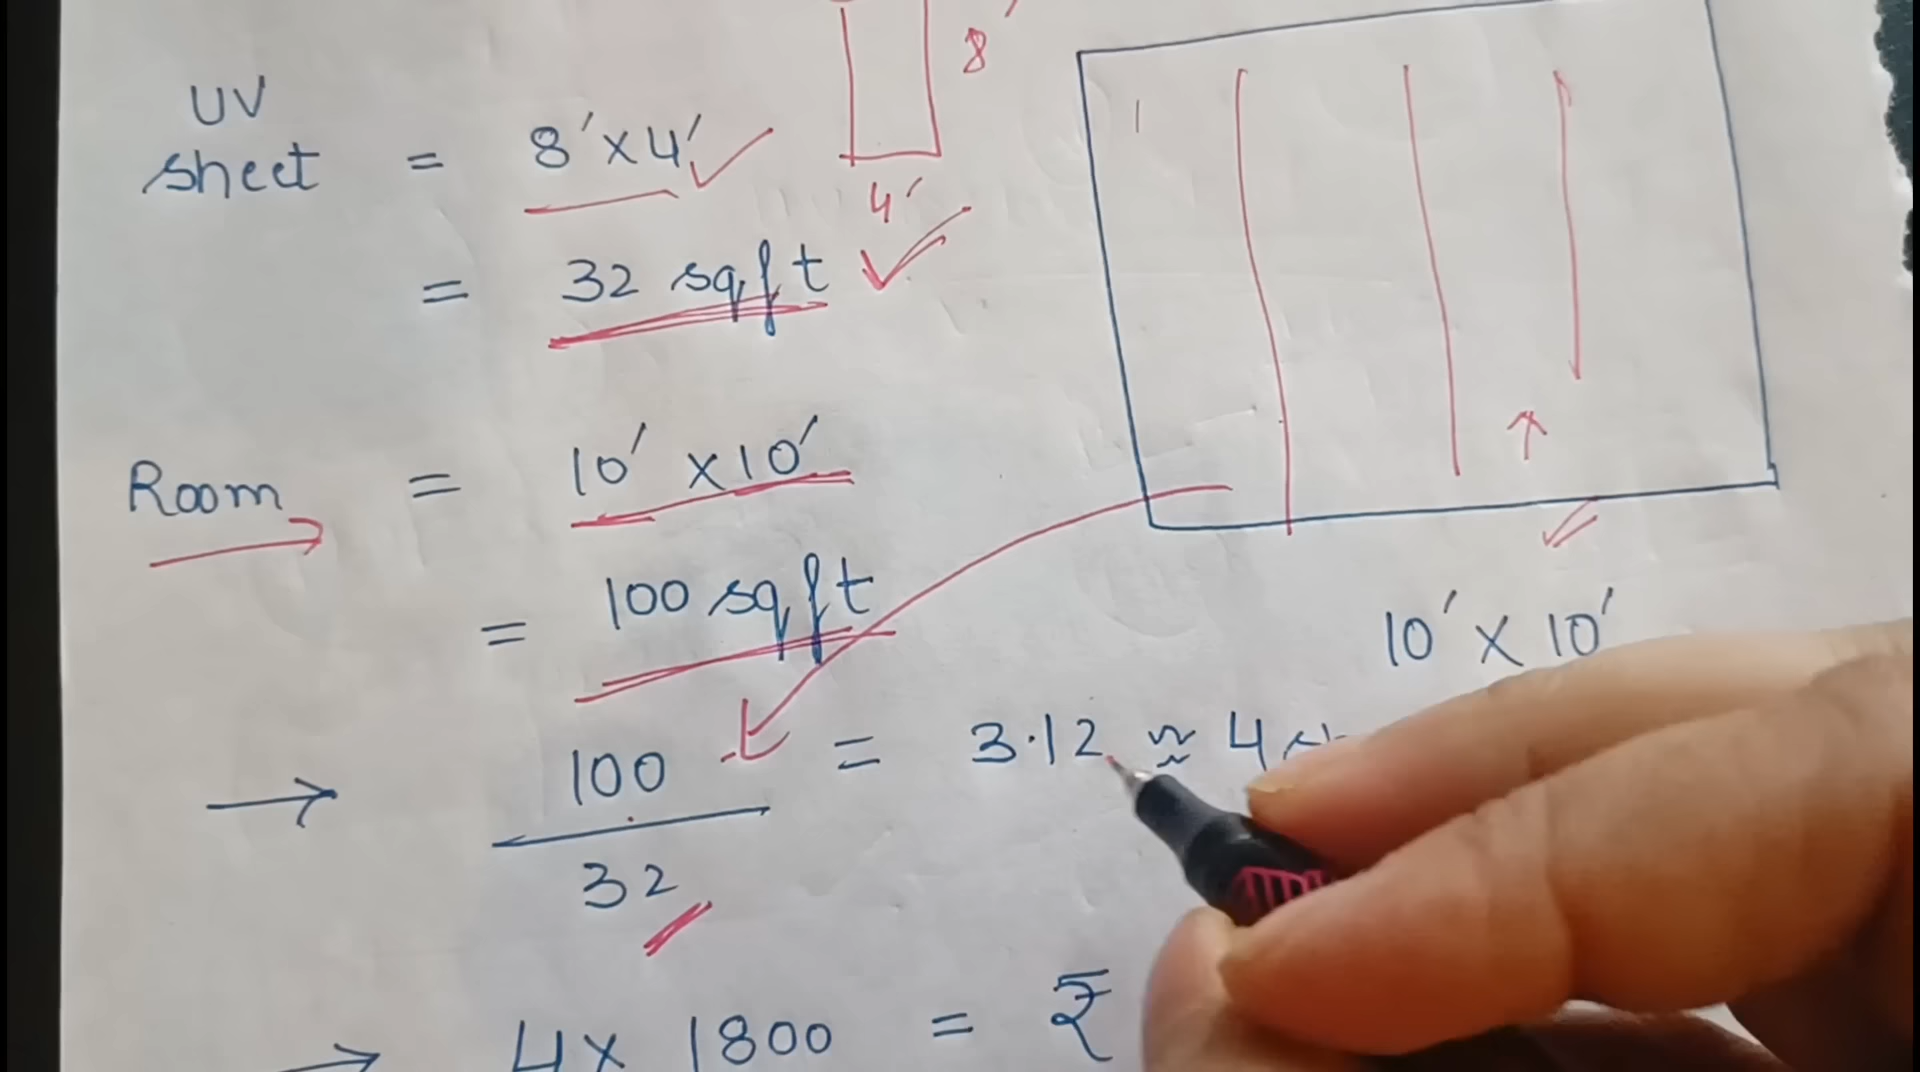 8'
4'
UV
sheet = 8'x4'
= 32 sqft
1
Room = 10' x10'
= 100 sqft
10' x 10'
→ 100 / 32 = 3.12 ≈ 4
→ 4x 1800 = ₹